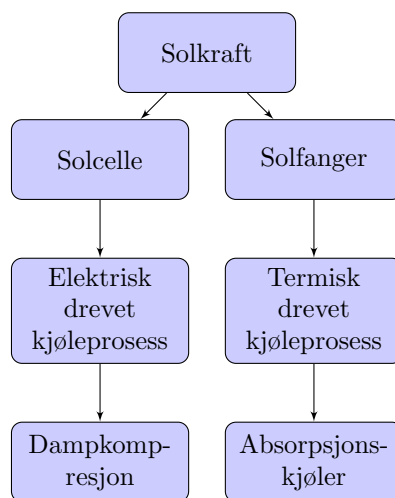 Solkraft
Solcelle
Solfanger
Elektrisk
drevet
kjøleprosess
Termisk
drevet
kjøleprosess
Dampkomp-
resjon
Absorpsjons-
kjøler